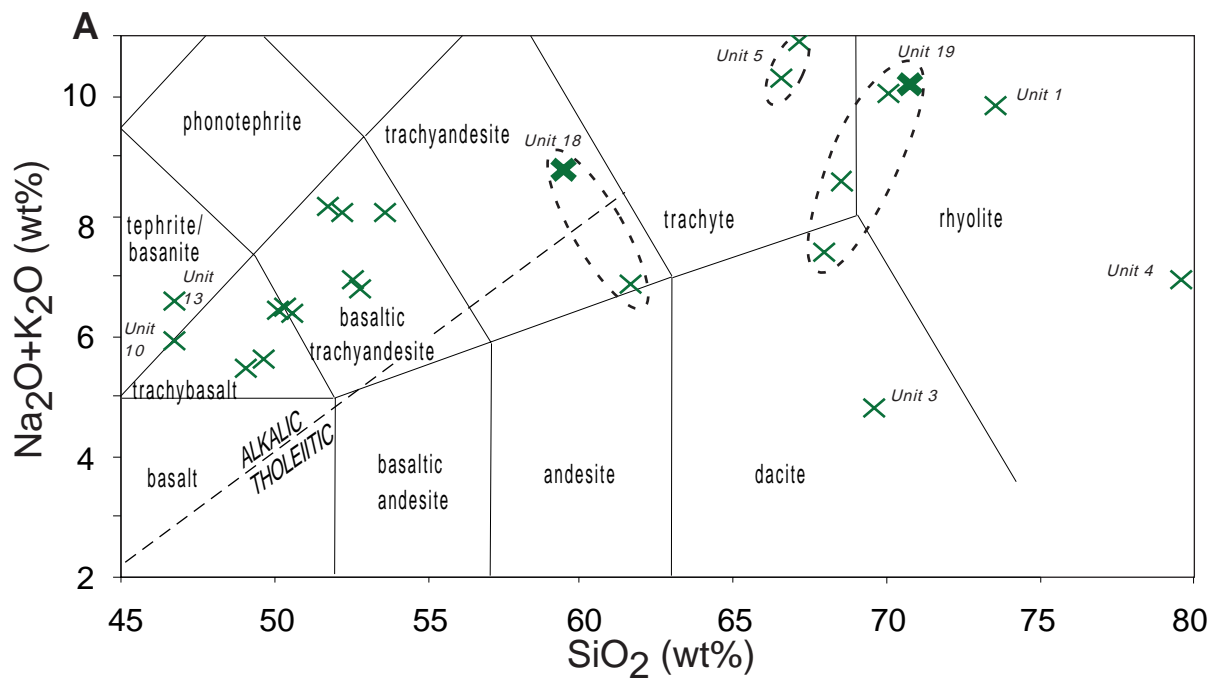 A
Na2O+K2O (wt%)
10
8
6
4
2
phonotephrite
trachyandesite
Unit 5
Unit 19
Unit 1
Unit 18
tephrite/
basanite
trachyte
rhyolite
Unit
13
Unit 4
Unit
10
basaltic
trachyandesite
trachybasalt
Unit 3
ALKALIC
THOLEIITIC
basalt
basaltic
andesite
andesite
dacite
45
50
55
60
65
70
75
80
SiO2 (wt%)